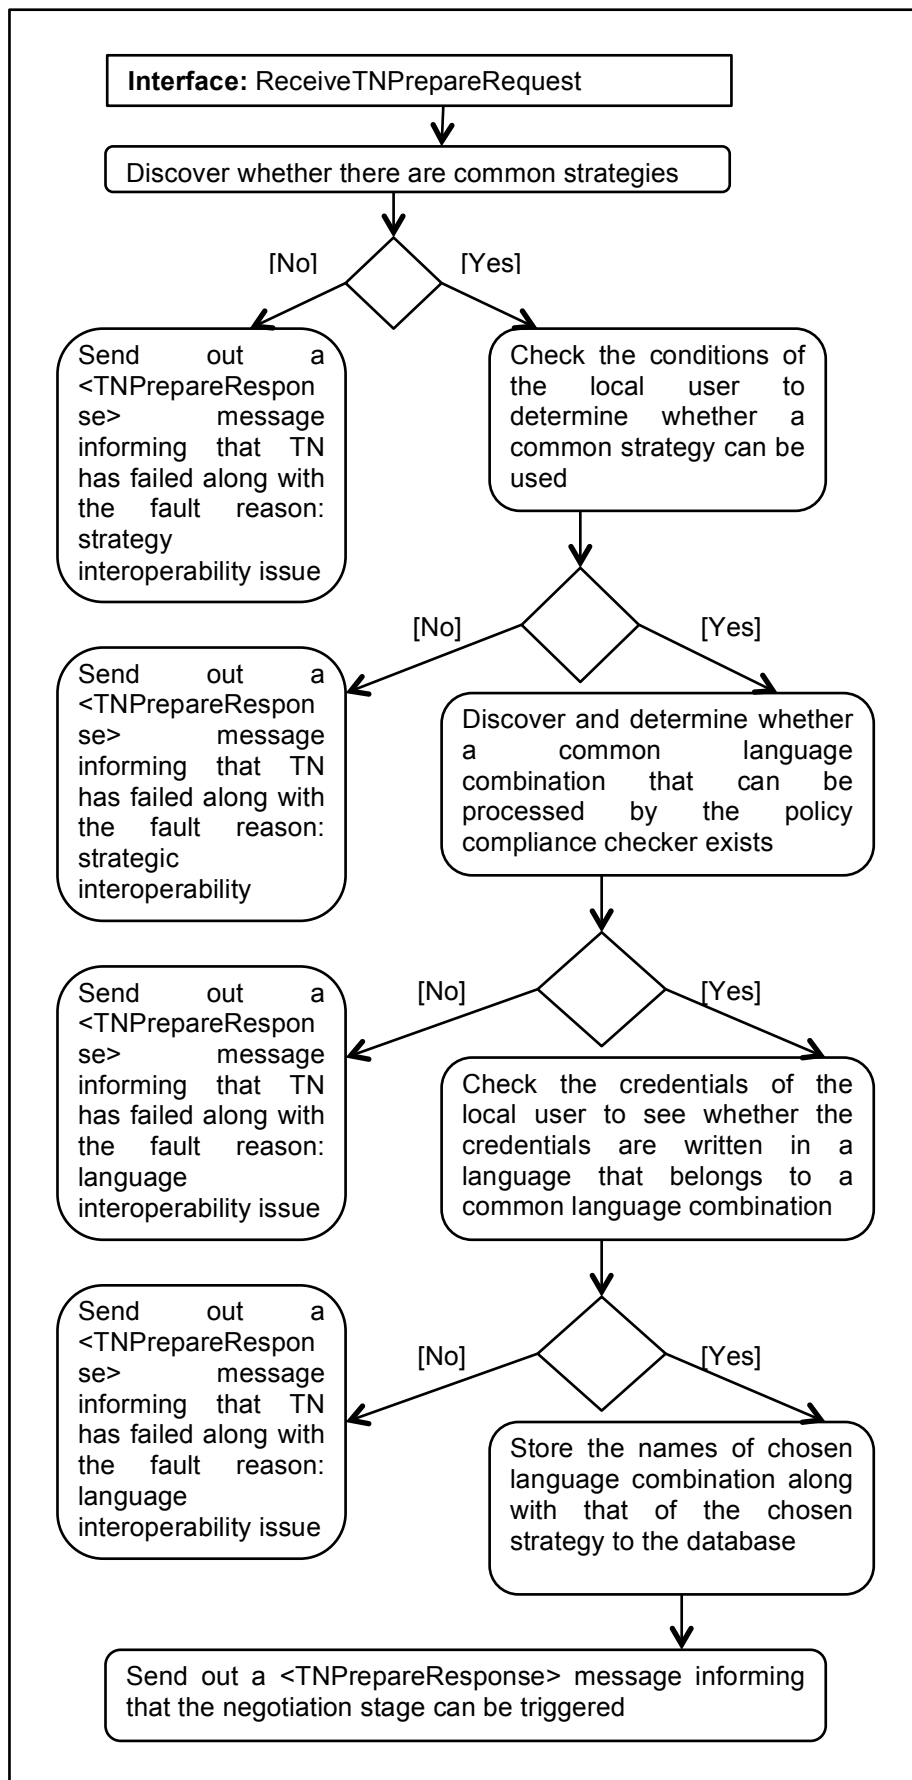 Interface: ReceiveTNPrepareRequest
Discover whether there are common strategies
[No]
[Yes]
Send out a
<TNPrepareRespon
se> message
informing that TN
has failed along with
the fault reason:
strategy
interoperability issue
Check the conditions of
the local user to
determine whether a
common strategy can be
used
[No]
[Yes]
Send out a
<TNPrepareRespon
se> message
informing that TN
has failed along with
the fault reason:
strategic
interoperability
Discover and determine whether
a common language
combination that can be
processed by the policy
compliance checker exists
[No]
[Yes]
Send out a
<TNPrepareRespon
se> message
informing that TN
has failed along with
the fault reason:
language
interoperability issue
Check the credentials of the
local user to see whether the
credentials are written in a
language that belongs to a
common language combination
[No]
[Yes]
Send out a
<TNPrepareRespon
se> message
informing that TN
has failed along with
the fault reason:
language
interoperability issue
Store the names of chosen
language combination along
with that of the chosen
strategy to the database
Send out a <TNPrepareResponse> message informing
that the negotiation stage can be triggered